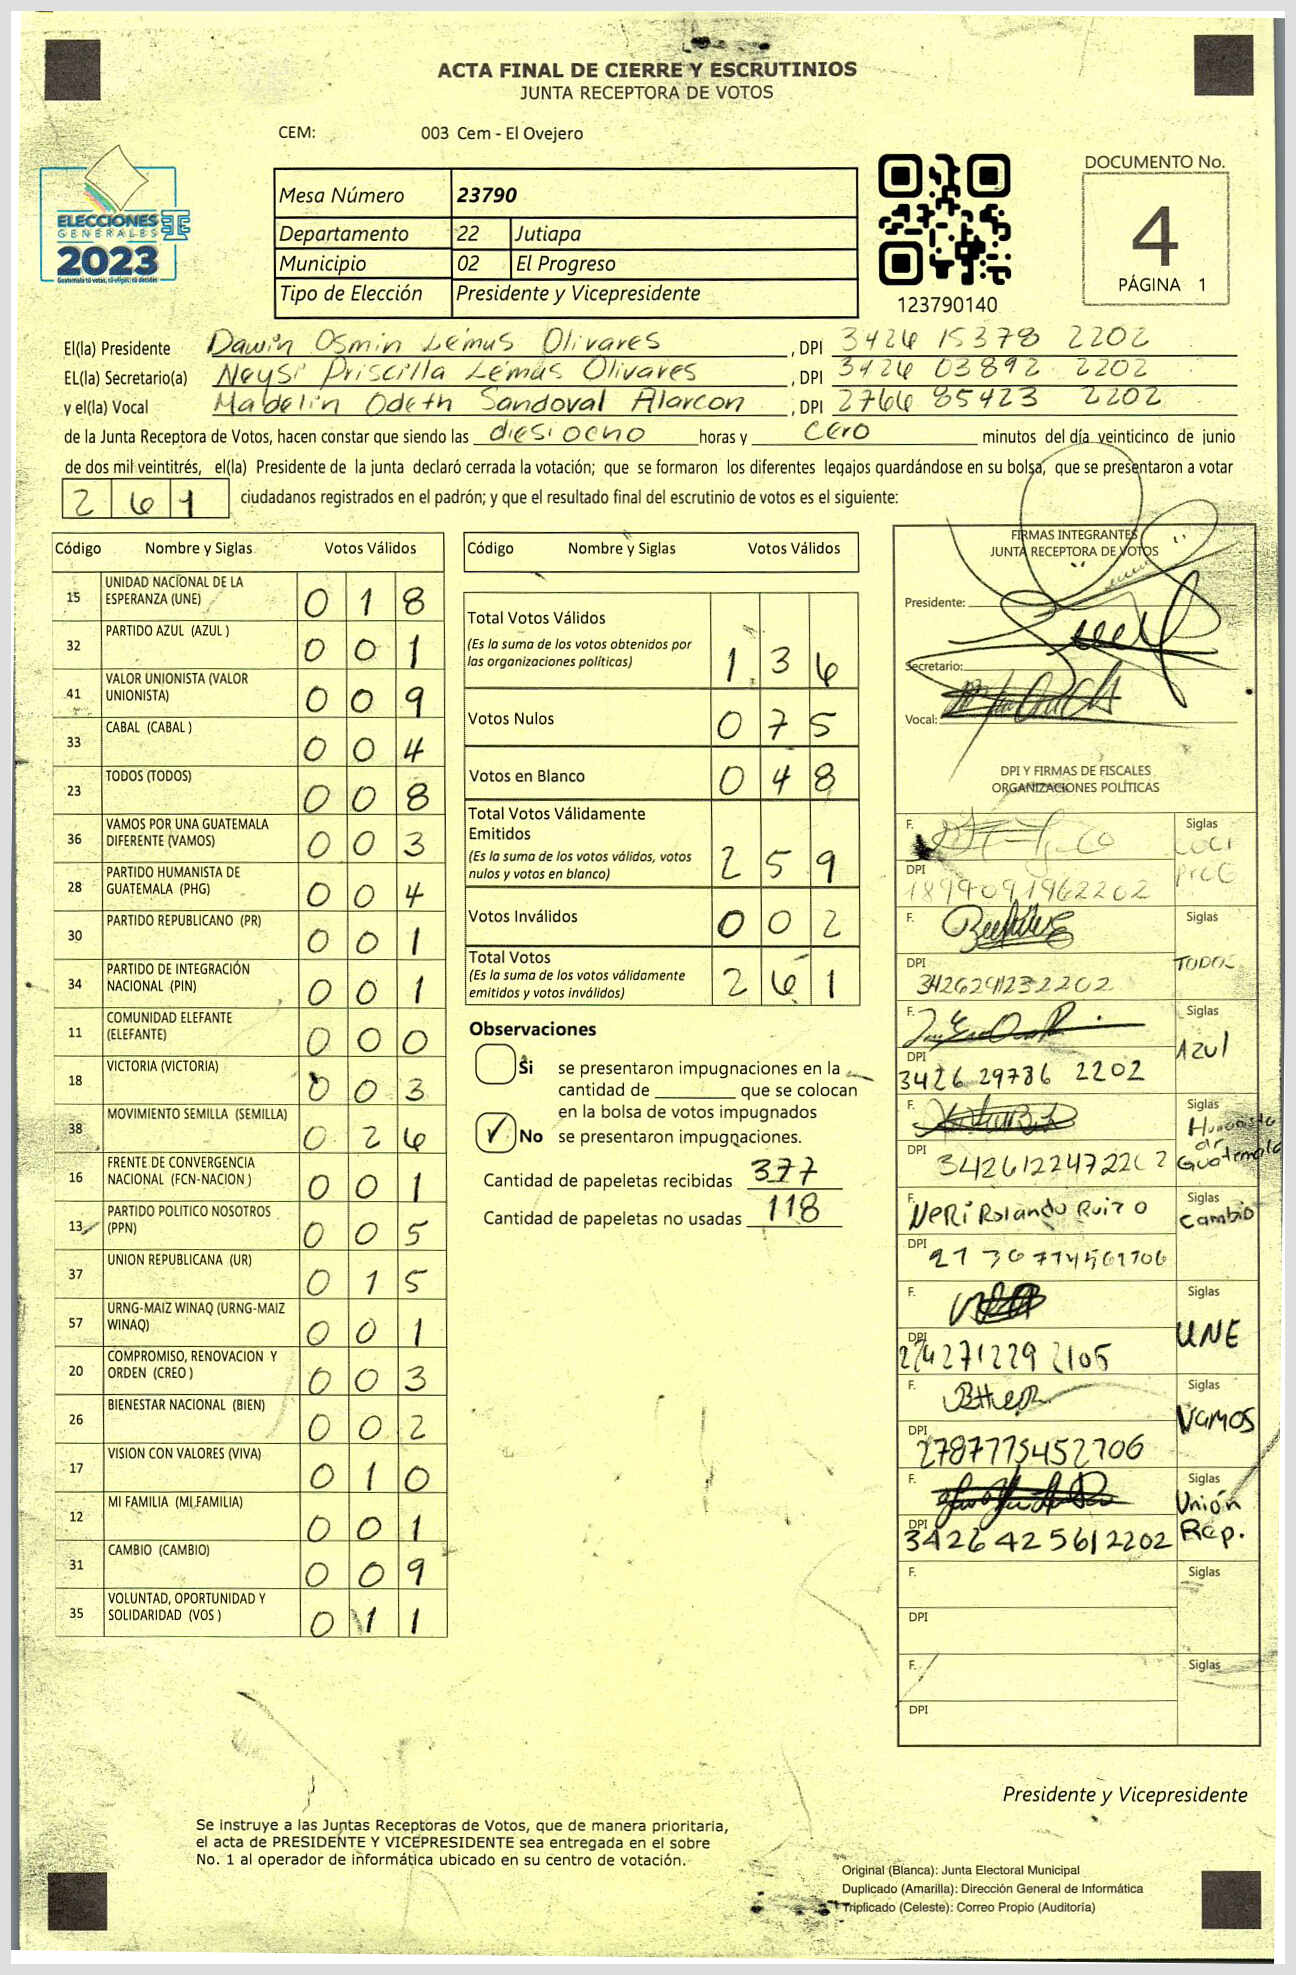 ACTA FINAL DE CIERRE Y ESCRUTINIOS
JUNTA RECEPTORA DE VOTOS
CEM: 003 Cem - El Ovejero
ELECCIONES
GENERALES
2023
Guatemala tú votas, tú eliges, tú decides
Mesa Número 23790
Departamento 22 Jutiapa
Municipio 02 El Progreso
Tipo de Elección Presidente y Vicepresidente
123790140
DOCUMENTO No.
4
PÁGINA 1
El(la) Presidente Dawin Osmin Lemus Olivares , DPI 3426 15378 2202
EL(la) Secretario(a) Neysi Priscilla Lemus Olivares , DPI 3426 03892 2202
y el(la) Vocal Madelin Odeth Sandoval Alarcon , DPI 2766 85423 2202
de la Junta Receptora de Votos, hacen constar que siendo las diesiocho horas y cero minutos del día veinticinco de junio
de dos mil veintitrés, el(la) Presidente de la junta declaró cerrada la votación; que se formaron los diferentes legajos guardándose en su bolsa, que se presentaron a votar
261 ciudadanos registrados en el padrón; y que el resultado final del escrutinio de votos es el siguiente:
Código Nombre y Siglas Votos Válidos
15 UNIDAD NACIONAL DE LA ESPERANZA (UNE) 0 1 8
32 PARTIDO AZUL (AZUL ) 0 0 1
41 VALOR UNIONISTA (VALOR UNIONISTA) 0 0 9
33 CABAL (CABAL ) 0 0 4
23 TODOS (TODOS) 0 0 8
36 VAMOS POR UNA GUATEMALA DIFERENTE (VAMOS) 0 0 3
28 PARTIDO HUMANISTA DE GUATEMALA (PHG) 0 0 4
30 PARTIDO REPUBLICANO (PR) 0 0 1
34 PARTIDO DE INTEGRACIÓN NACIONAL (PIN) 0 0 1
11 COMUNIDAD ELEFANTE (ELEFANTE) 0 0 0
18 VICTORIA (VICTORIA) 0 0 3
38 MOVIMIENTO SEMILLA (SEMILLA) 0 2 6
16 FRENTE DE CONVERGENCIA NACIONAL (FCN-NACION ) 0 0 1
13 PARTIDO POLITICO NOSOTROS (PPN) 0 0 5
37 UNION REPUBLICANA (UR) 0 1 5
57 URNG-MAIZ WINAQ (URNG-MAIZ WINAQ) 0 0 1
20 COMPROMISO, RENOVACION Y ORDEN (CREO ) 0 0 3
26 BIENESTAR NACIONAL (BIEN) 0 0 2
17 VISION CON VALORES (VIVA) 0 1 0
12 MI FAMILIA (MI FAMILIA) 0 0 1
31 CAMBIO (CAMBIO) 0 0 9
35 VOLUNTAD, OPORTUNIDAD Y SOLIDARIDAD (VOS ) 0 1 1
Código Nombre y Siglas Votos Válidos
Total Votos Válidos 1 3 6
(Es la suma de los votos obtenidos por
las organizaciones políticas)
Votos Nulos 0 7 5
Votos en Blanco 0 4 8
Total Votos Válidamente
Emitidos 2 5 9
(Es la suma de los votos válidos, votos
nulos y votos en blanco)
Votos Inválidos 0 0 2
Total Votos 2 6 1
(Es la suma de los votos válidamente
emitidos y votos inválidos)
Observaciones
Si se presentaron impugnaciones en la
cantidad de ________ que se colocan
en la bolsa de votos impugnados
✓ No se presentaron impugnaciones.
Cantidad de papeletas recibidas 377
Cantidad de papeletas no usadas 118
FIRMAS INTEGRANTES
JUNTA RECEPTORA DE VOTOS
Presidente:
Secretario:
Vocal:
DPI Y FIRMAS DE FISCALES
ORGANIZACIONES POLÍTICAS
F. Siglas
DPI 1899091962202
F. Siglas TODOS
DPI 3426291232202
F. Siglas Azul
DPI 3426 29736 2202
F. Siglas Humanista de Guatemala
DPI
F. Neri Rolando Ruizo Siglas Cambio
DPI
F. Siglas UNE
DPI
F. Siglas Vamos
DPI 2787775452706
F. Siglas Unión Rep.
DPI 3426425612202
F. Siglas
DPI
F. Siglas
DPI
Presidente y Vicepresidente
Se instruye a las Juntas Receptoras de Votos, que de manera prioritaria,
el acta de PRESIDENTE Y VICEPRESIDENTE sea entregada en el sobre
No. 1 al operador de informática ubicado en su centro de votación.
Original (Blanca): Junta Electoral Municipal
Duplicado (Amarilla): Dirección General de Informática
Triplicado (Celeste): Correo Propio (Auditoría)